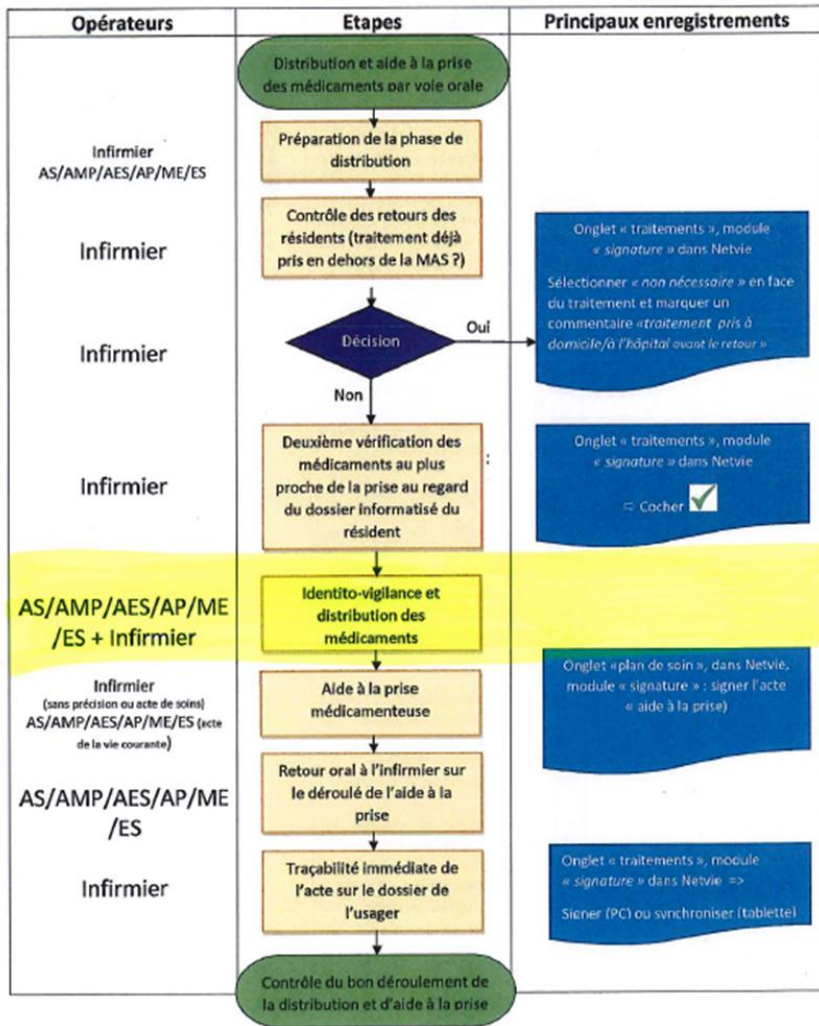 Opérateurs
Etapes
Principaux enregistrements
Distribution et aide à la prise
des médicaments par voie orale
Infirmier
AS/AMP/AES/AP/ME/ES
Préparation de la phase de
distribution
Infirmier
Contrôle des retours des
résidents (traitement déjà
pris en dehors de la MAS ?)
Onglet « traitements », module
« signature » dans Netvie
Sélectionner « non nécessaire » en face
du traitement et marquer un
commentaire «traitement pris à
domicile/à l'hôpital avant le retour »
Infirmier
Décision
Oui
Non
Infirmier
Deuxième vérification des
médicaments au plus
proche de la prise au regard
du dossier informatisé du
résident
:
Onglet « traitements », module
« signature » dans Netvie
⇨ Cocher ✓
AS/AMP/AES/AP/ME
/ES + Infirmier
Identito-vigilance et
distribution des
médicaments
Infirmier
(sans précision ou acte de soins)
AS/AMP/AES/AP/ME/ES (acte
de la vie courante)
Aide à la prise
médicamenteuse
Onglet «plan de soin », dans Netvie,
module « signature » : signer l'acte
« aide à la prise)
AS/AMP/AES/AP/ME
/ES
Retour oral à l'infirmier sur
le déroulé de l'aide à la
prise
Infirmier
Traçabilité immédiate de
l'acte sur le dossier de
l'usager
Onglet « traitements », module
« signature » dans Netvie =>
Signer (PC) ou synchroniser (tablette)
Contrôle du bon déroulement de
la distribution et d'aide à la prise